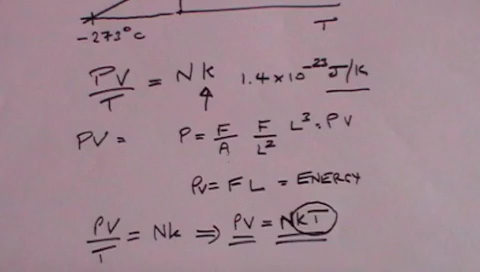 -273°C T
PV/T = Nk 1.4×10⁻²³ J/K
PV = P = F/A F/L² L³ = PV
PV = FL = ENERGY
PV/T = Nk ⇒ PV = NkT